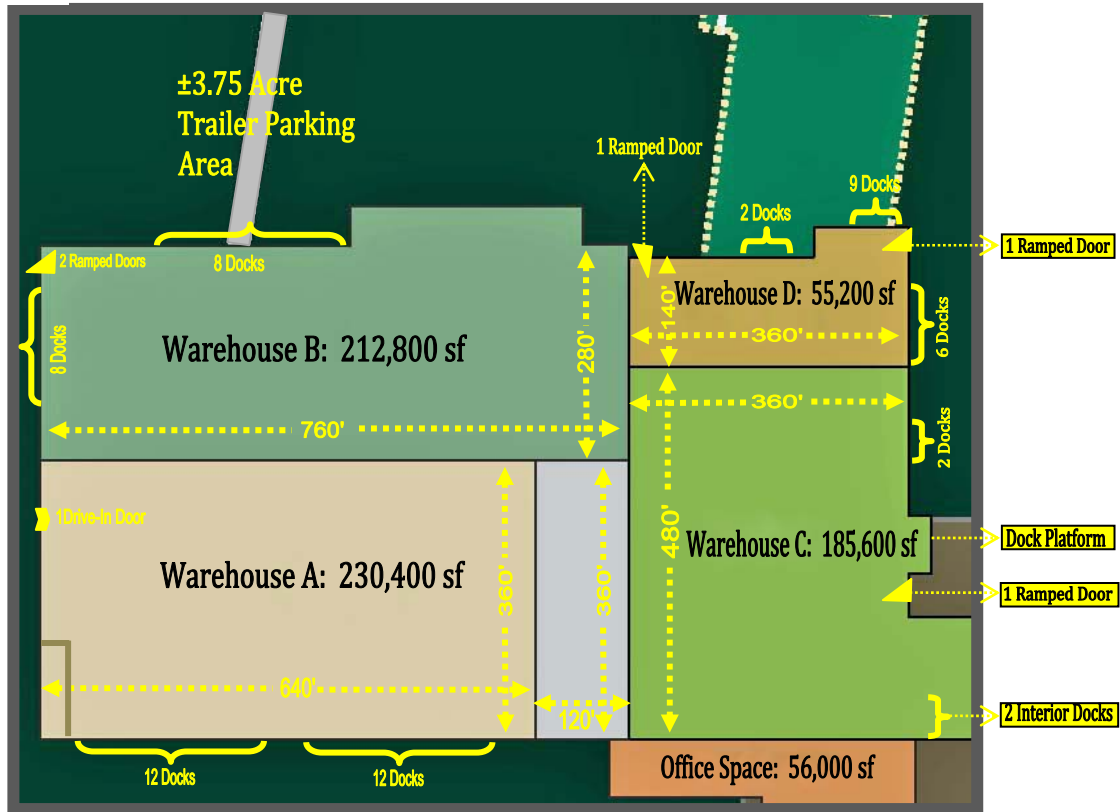 ±3.75 Acre
Trailer Parking
Area
1 Ramped Door
9 Docks
2 Docks
1 Ramped Door
2 Ramped Doors
8 Docks
8 Docks
Warehouse B: 212,800 sf
280'
760'
Warehouse D: 55,200 sf
140'
360'
6 Docks
360'
2 Docks
480'
Warehouse C: 185,600 sf
Dock Platform
1 Ramped Door
2 Interior Docks
1Drive-In Door
Warehouse A: 230,400 sf
360'
360'
640'
120'
12 Docks
12 Docks
Office Space: 56,000 sf